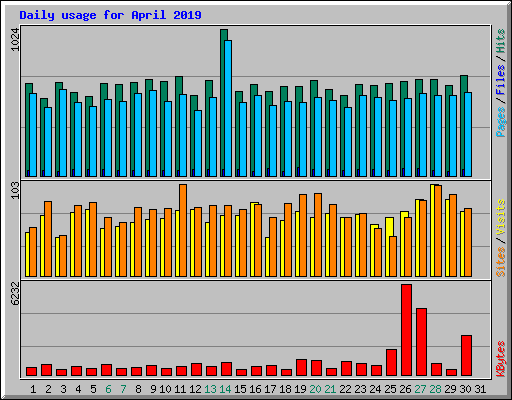 Daily usage for April 2019
1024
Pages / Files / Hits
103
Sites / Visits
6232
KBytes
1 2 3 4 5 6 7 8 9 10 11 12 13 14 15 16 17 18 19 20 21 22 23 24 25 26 27 28 29 30 31